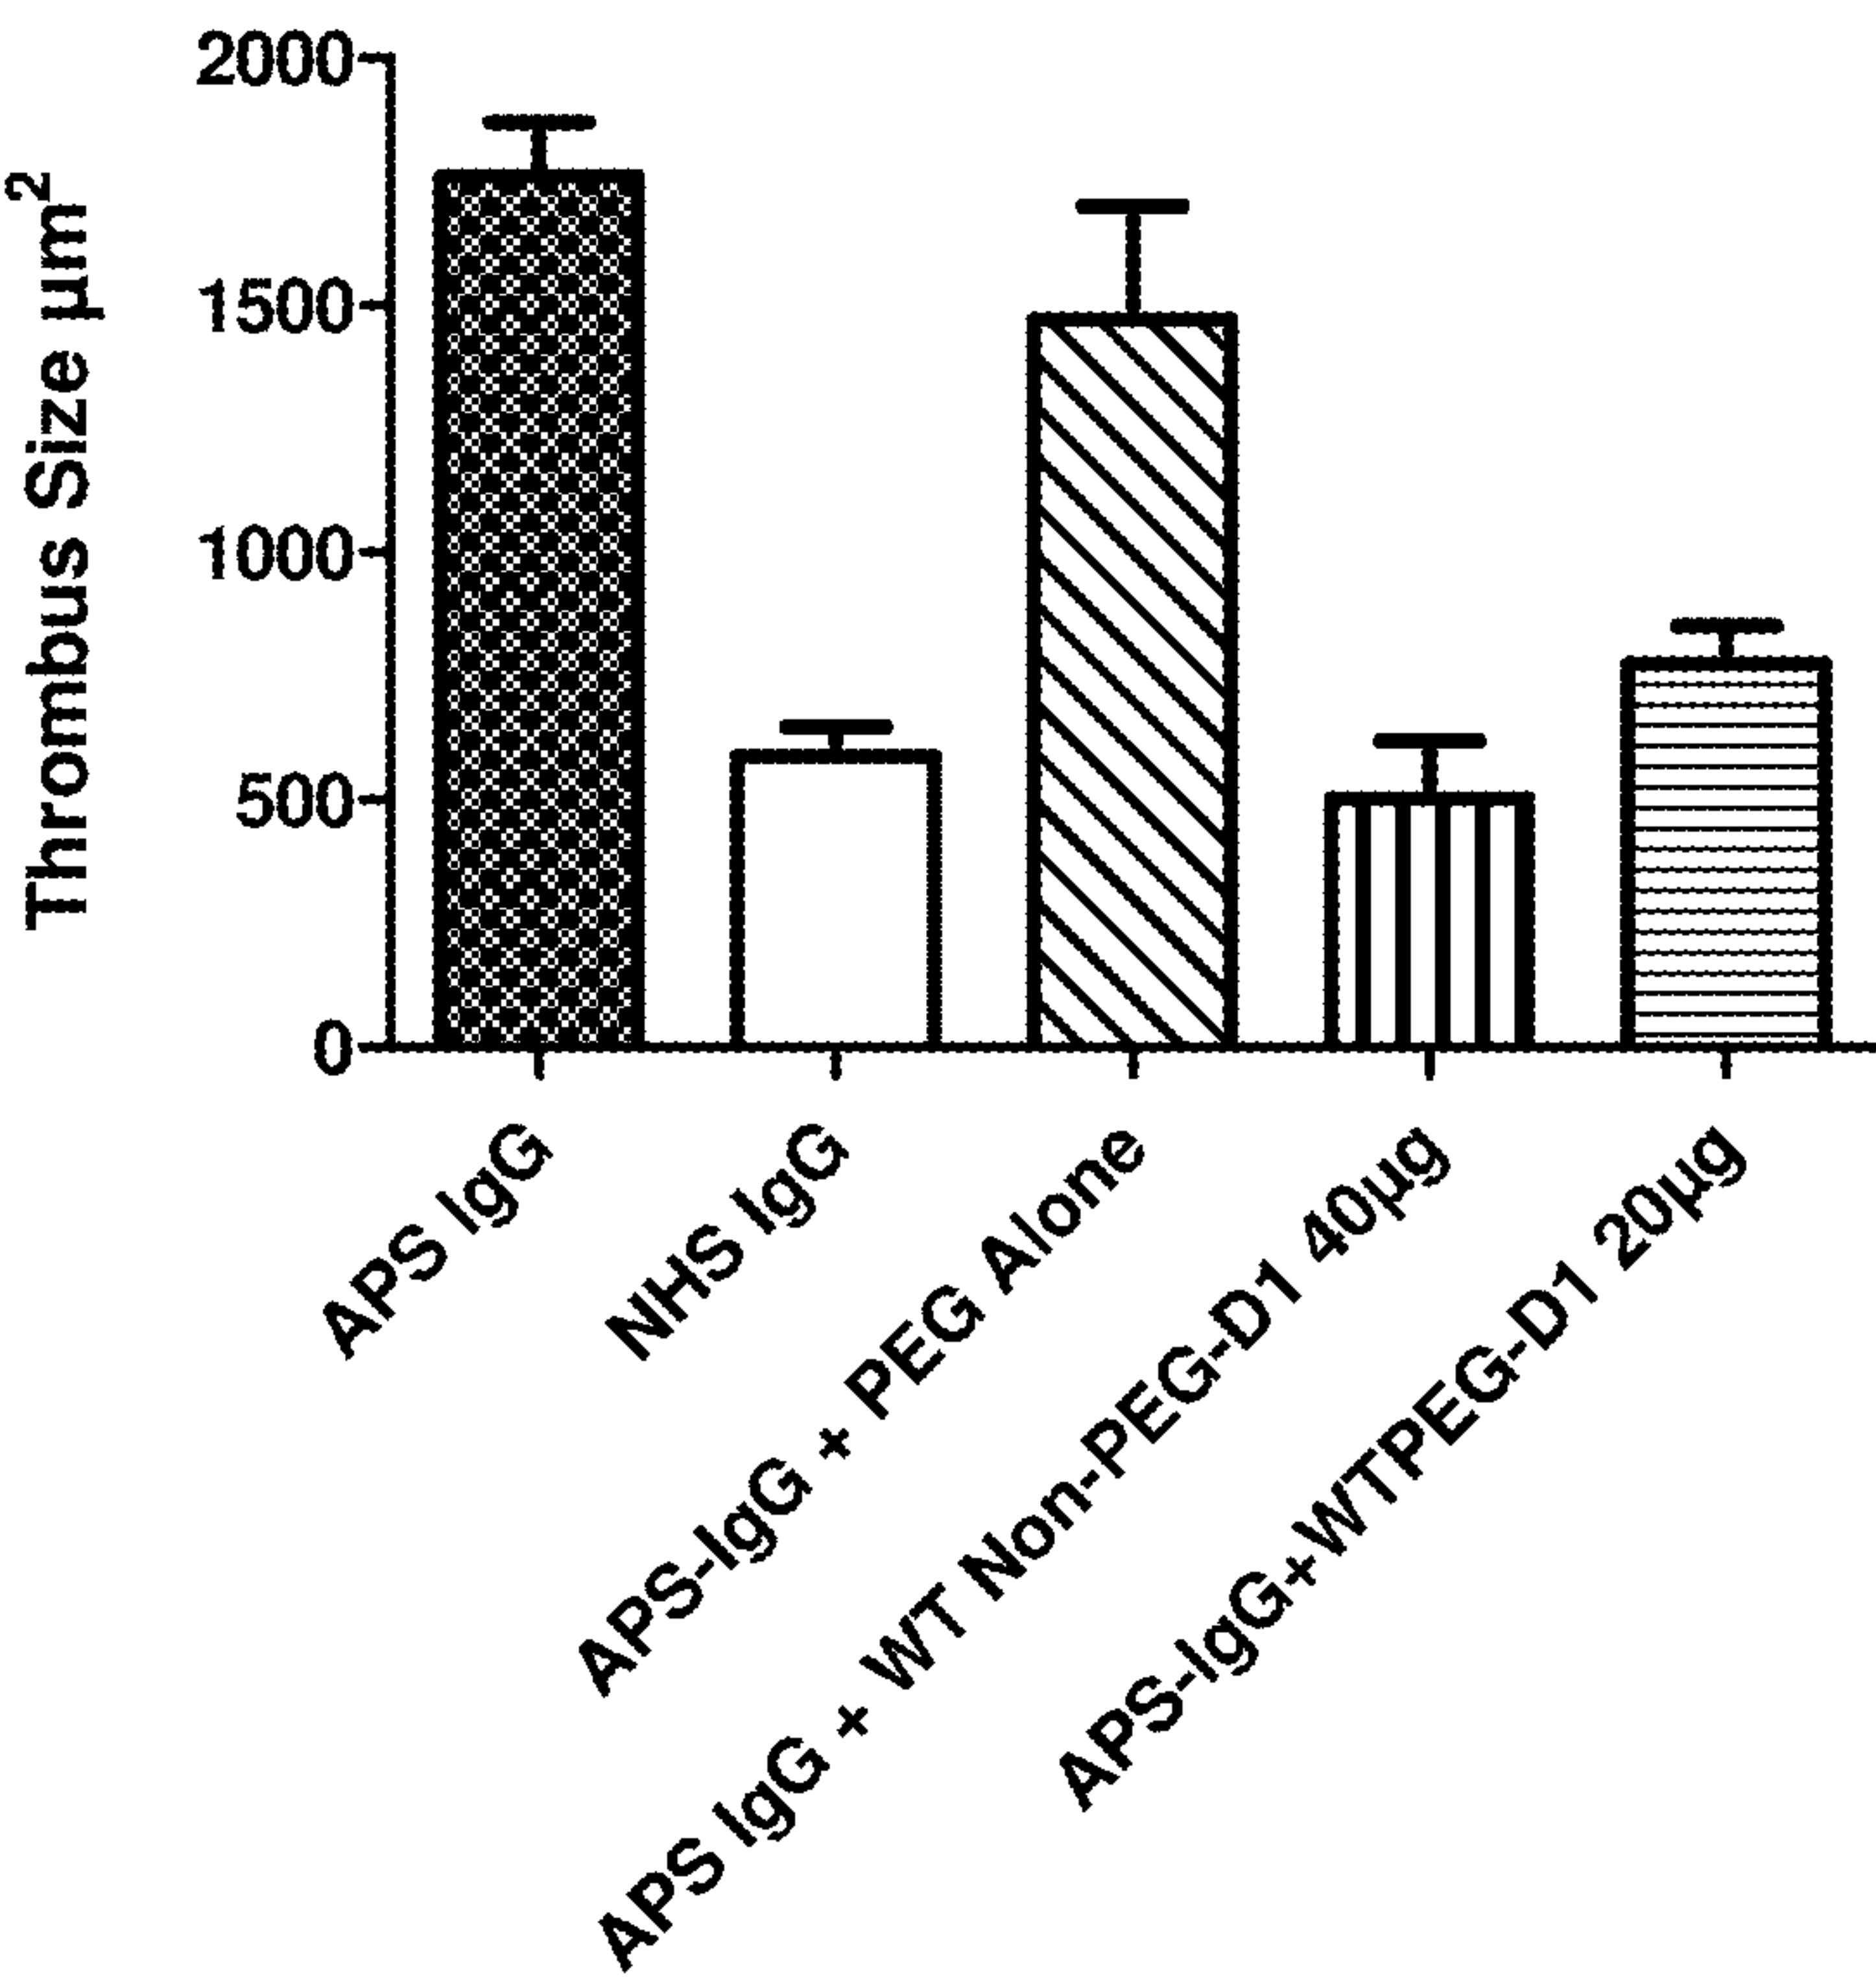 Thrombus Size µm²
2000
1500
1000
500
0
APS IgG
NHS IgG
APS-IgG + PEG Alone
APS IgG + WT Non-PEG-D1 40µg
APS-IgG+WTPEG-D1 20µg